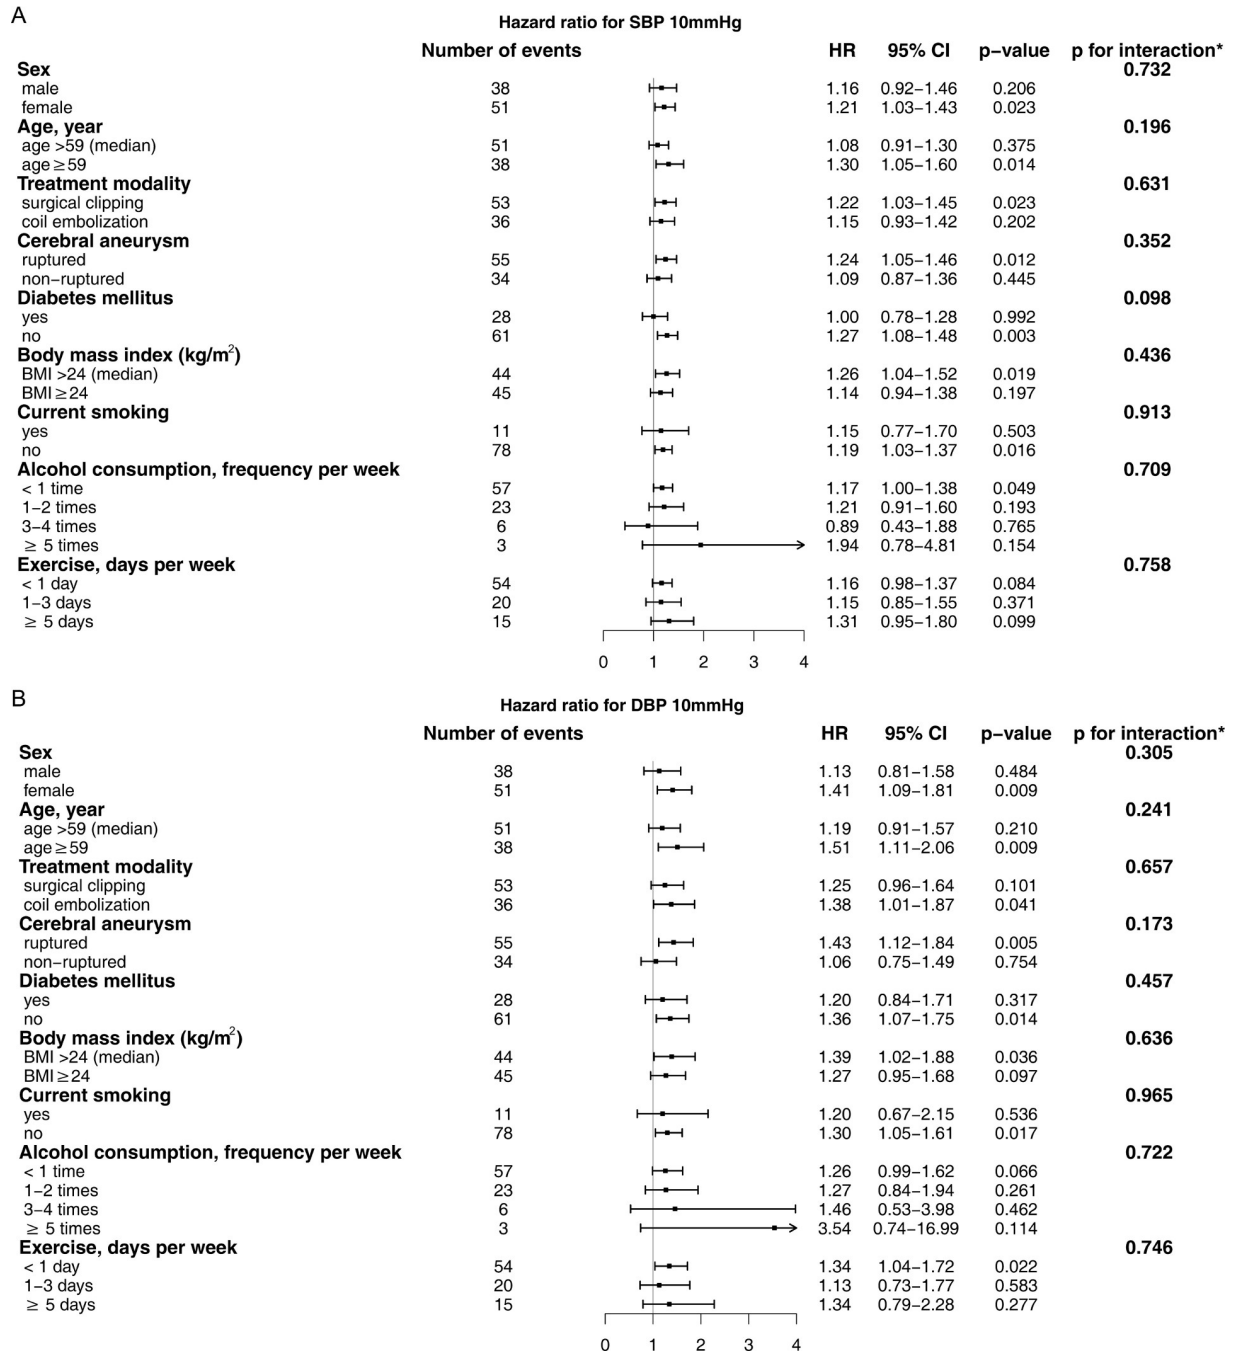 A
Hazard ratio for SBP 10mmHg
Number of events HR 95% CI p−value p for interaction*
Sex 0.732
male 38 1.16 0.92−1.46 0.206
female 51 1.21 1.03−1.43 0.023
Age, year 0.196
age >59 (median) 51 1.08 0.91−1.30 0.375
age ≥ 59 38 1.30 1.05−1.60 0.014
Treatment modality 0.631
surgical clipping 53 1.22 1.03−1.45 0.023
coil embolization 36 1.15 0.93−1.42 0.202
Cerebral aneurysm 0.352
ruptured 55 1.24 1.05−1.46 0.012
non−ruptured 34 1.09 0.87−1.36 0.445
Diabetes mellitus 0.098
yes 28 1.00 0.78−1.28 0.992
no 61 1.27 1.08−1.48 0.003
Body mass index (kg/m²) 0.436
BMI >24 (median) 44 1.26 1.04−1.52 0.019
BMI ≥ 24 45 1.14 0.94−1.38 0.197
Current smoking 0.913
yes 11 1.15 0.77−1.70 0.503
no 78 1.19 1.03−1.37 0.016
Alcohol consumption, frequency per week 0.709
< 1 time 57 1.17 1.00−1.38 0.049
1−2 times 23 1.21 0.91−1.60 0.193
3−4 times 6 0.89 0.43−1.88 0.765
≥ 5 times 3 1.94 0.78−4.81 0.154
Exercise, days per week 0.758
< 1 day 54 1.16 0.98−1.37 0.084
1−3 days 20 1.15 0.85−1.55 0.371
≥ 5 days 15 1.31 0.95−1.80 0.099
0 1 2 3 4
B
Hazard ratio for DBP 10mmHg
Number of events HR 95% CI p−value p for interaction*
Sex 0.305
male 38 1.13 0.81−1.58 0.484
female 51 1.41 1.09−1.81 0.009
Age, year 0.241
age >59 (median) 51 1.19 0.91−1.57 0.210
age ≥ 59 38 1.51 1.11−2.06 0.009
Treatment modality 0.657
surgical clipping 53 1.25 0.96−1.64 0.101
coil embolization 36 1.38 1.01−1.87 0.041
Cerebral aneurysm 0.173
ruptured 55 1.43 1.12−1.84 0.005
non−ruptured 34 1.06 0.75−1.49 0.754
Diabetes mellitus 0.457
yes 28 1.20 0.84−1.71 0.317
no 61 1.36 1.07−1.75 0.014
Body mass index (kg/m²) 0.636
BMI >24 (median) 44 1.39 1.02−1.88 0.036
BMI ≥ 24 45 1.27 0.95−1.68 0.097
Current smoking 0.965
yes 11 1.20 0.67−2.15 0.536
no 78 1.30 1.05−1.61 0.017
Alcohol consumption, frequency per week 0.722
< 1 time 57 1.26 0.99−1.62 0.066
1−2 times 23 1.27 0.84−1.94 0.261
3−4 times 6 1.46 0.53−3.98 0.462
≥ 5 times 3 3.54 0.74−16.99 0.114
Exercise, days per week 0.746
< 1 day 54 1.34 1.04−1.72 0.022
1−3 days 20 1.13 0.73−1.77 0.583
≥ 5 days 15 1.34 0.79−2.28 0.277
0 1 2 3 4